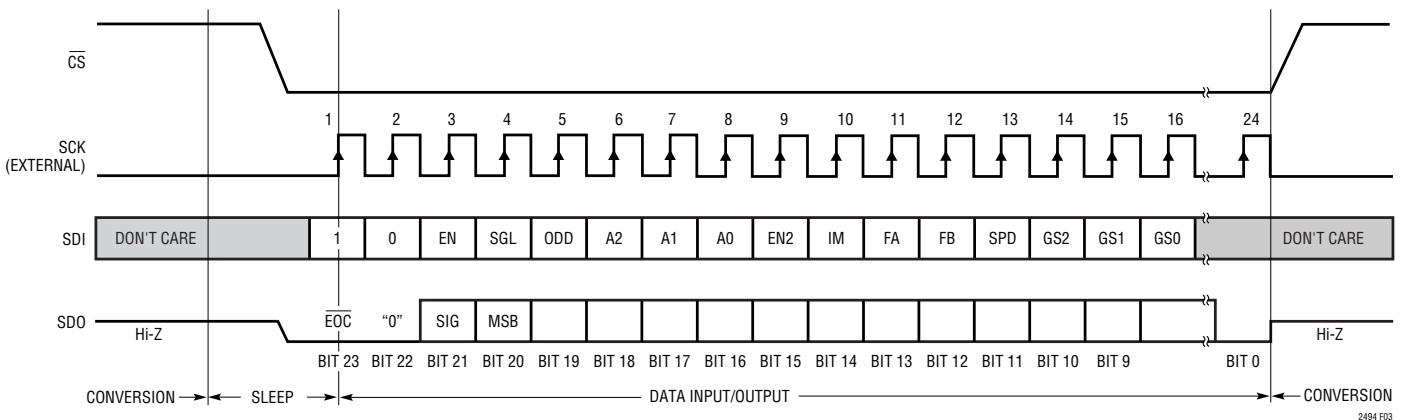 CS
1 2 3 4 5 6 7 8 9 10 11 12 13 14 15 16 24
SCK
(EXTERNAL)
SDI DON'T CARE 1 0 EN SGL ODD A2 A1 A0 EN2 IM FA FB SPD GS2 GS1 GS0 DON'T CARE
SDO Hi-Z EOC “0” SIG MSB Hi-Z
BIT 23 BIT 22 BIT 21 BIT 20 BIT 19 BIT 18 BIT 17 BIT 16 BIT 15 BIT 14 BIT 13 BIT 12 BIT 11 BIT 10 BIT 9 BIT 0
CONVERSION SLEEP DATA INPUT/OUTPUT CONVERSION
2494 F03